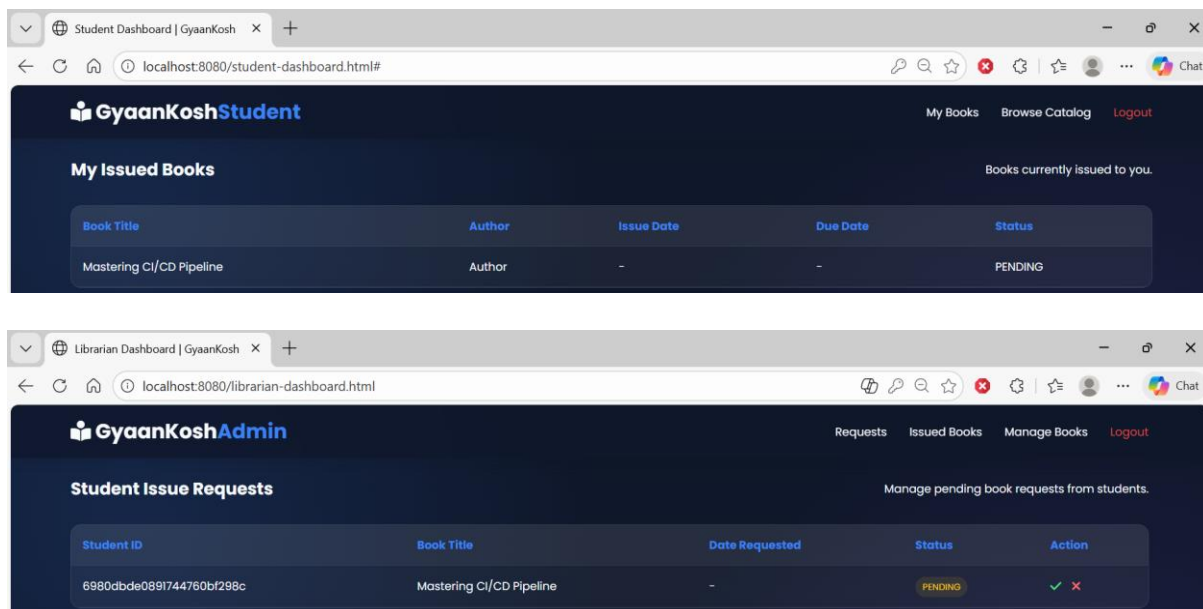 Student Dashboard | GyaanKosh
localhost:8080/student-dashboard.html#
Chat
GyaanKoshStudent
My Books Browse Catalog Logout
My Issued Books
Books currently issued to you.
Book Title Author Issue Date Due Date Status
Mastering CI/CD Pipeline Author - - PENDING
Librarian Dashboard | GyaanKosh
localhost:8080/librarian-dashboard.html
Chat
GyaanKoshAdmin
Requests Issued Books Manage Books Logout
Student Issue Requests
Manage pending book requests from students.
Student ID Book Title Date Requested Status Action
6980dbde0891744760bf298c Mastering CI/CD Pipeline - PENDING